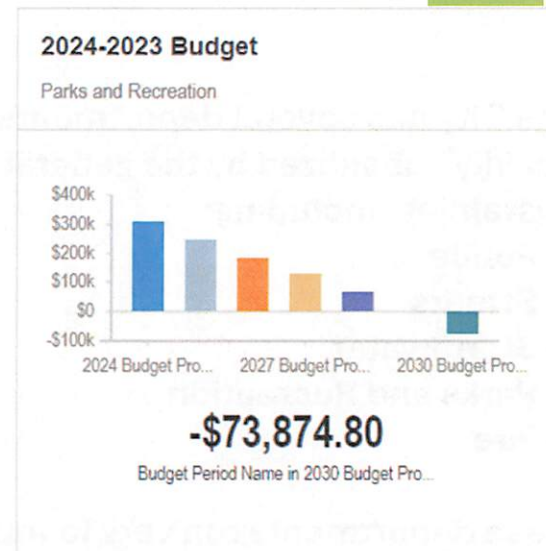 2024-2023 Budget
Parks and Recreation
$400k
$300k
$200k
$100k
$0
-$100k
2024 Budget Pro... 2027 Budget Pro... 2030 Budget Pro...
-$73,874.80
Budget Period Name in 2030 Budget Pro...